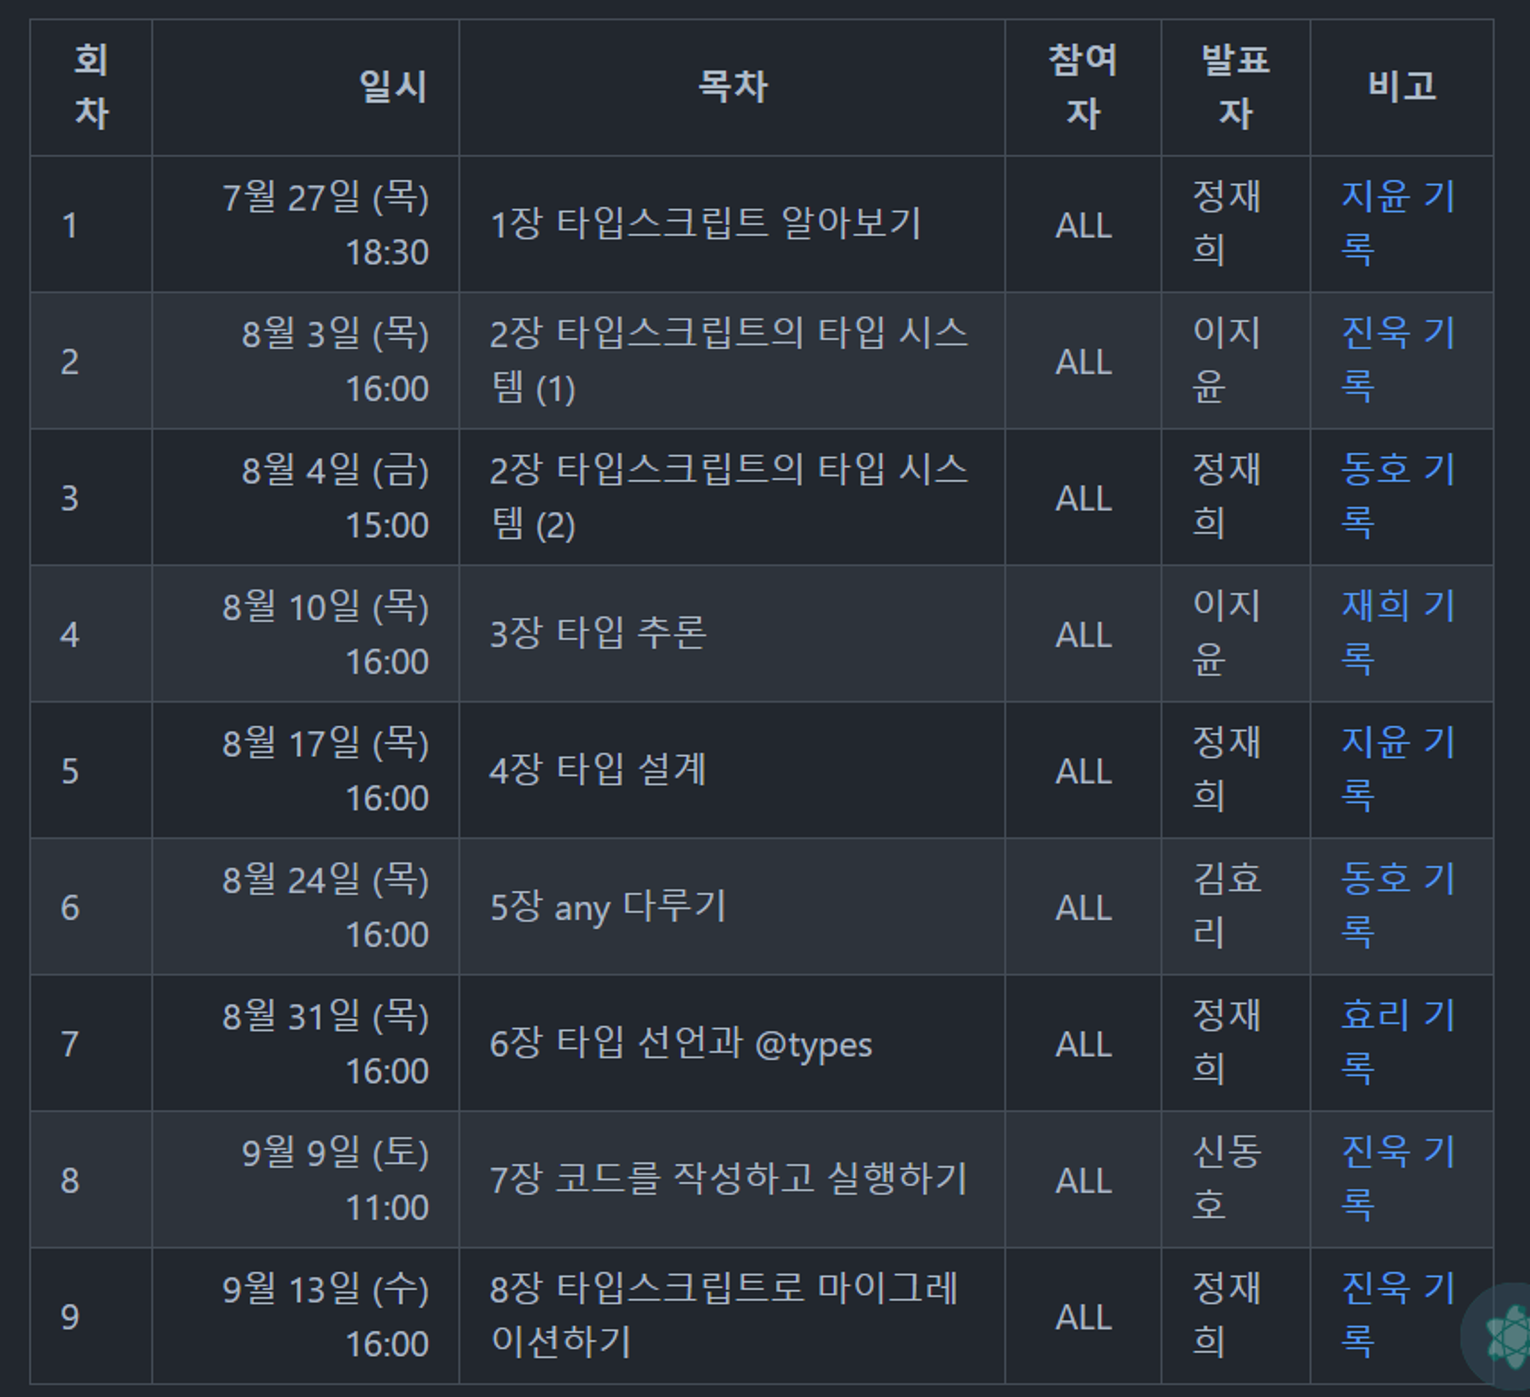 회차 일시 목차 참여자 발표자 비고
1 7월 27일 (목) 18:30 1장 타입스크립트 알아보기 ALL 정재희 지윤 기록
2 8월 3일 (목) 16:00 2장 타입스크립트의 타입 시스템 (1) ALL 이지윤 진욱 기록
3 8월 4일 (금) 15:00 2장 타입스크립트의 타입 시스템 (2) ALL 정재희 동호 기록
4 8월 10일 (목) 16:00 3장 타입 추론 ALL 이지윤 재희 기록
5 8월 17일 (목) 16:00 4장 타입 설계 ALL 정재희 지윤 기록
6 8월 24일 (목) 16:00 5장 any 다루기 ALL 김효리 동호 기록
7 8월 31일 (목) 16:00 6장 타입 선언과 @types ALL 정재희 효리 기록
8 9월 9일 (토) 11:00 7장 코드를 작성하고 실행하기 ALL 신동호 진욱 기록
9 9월 13일 (수) 16:00 8장 타입스크립트로 마이그레이션하기 ALL 정재희 진욱 기록